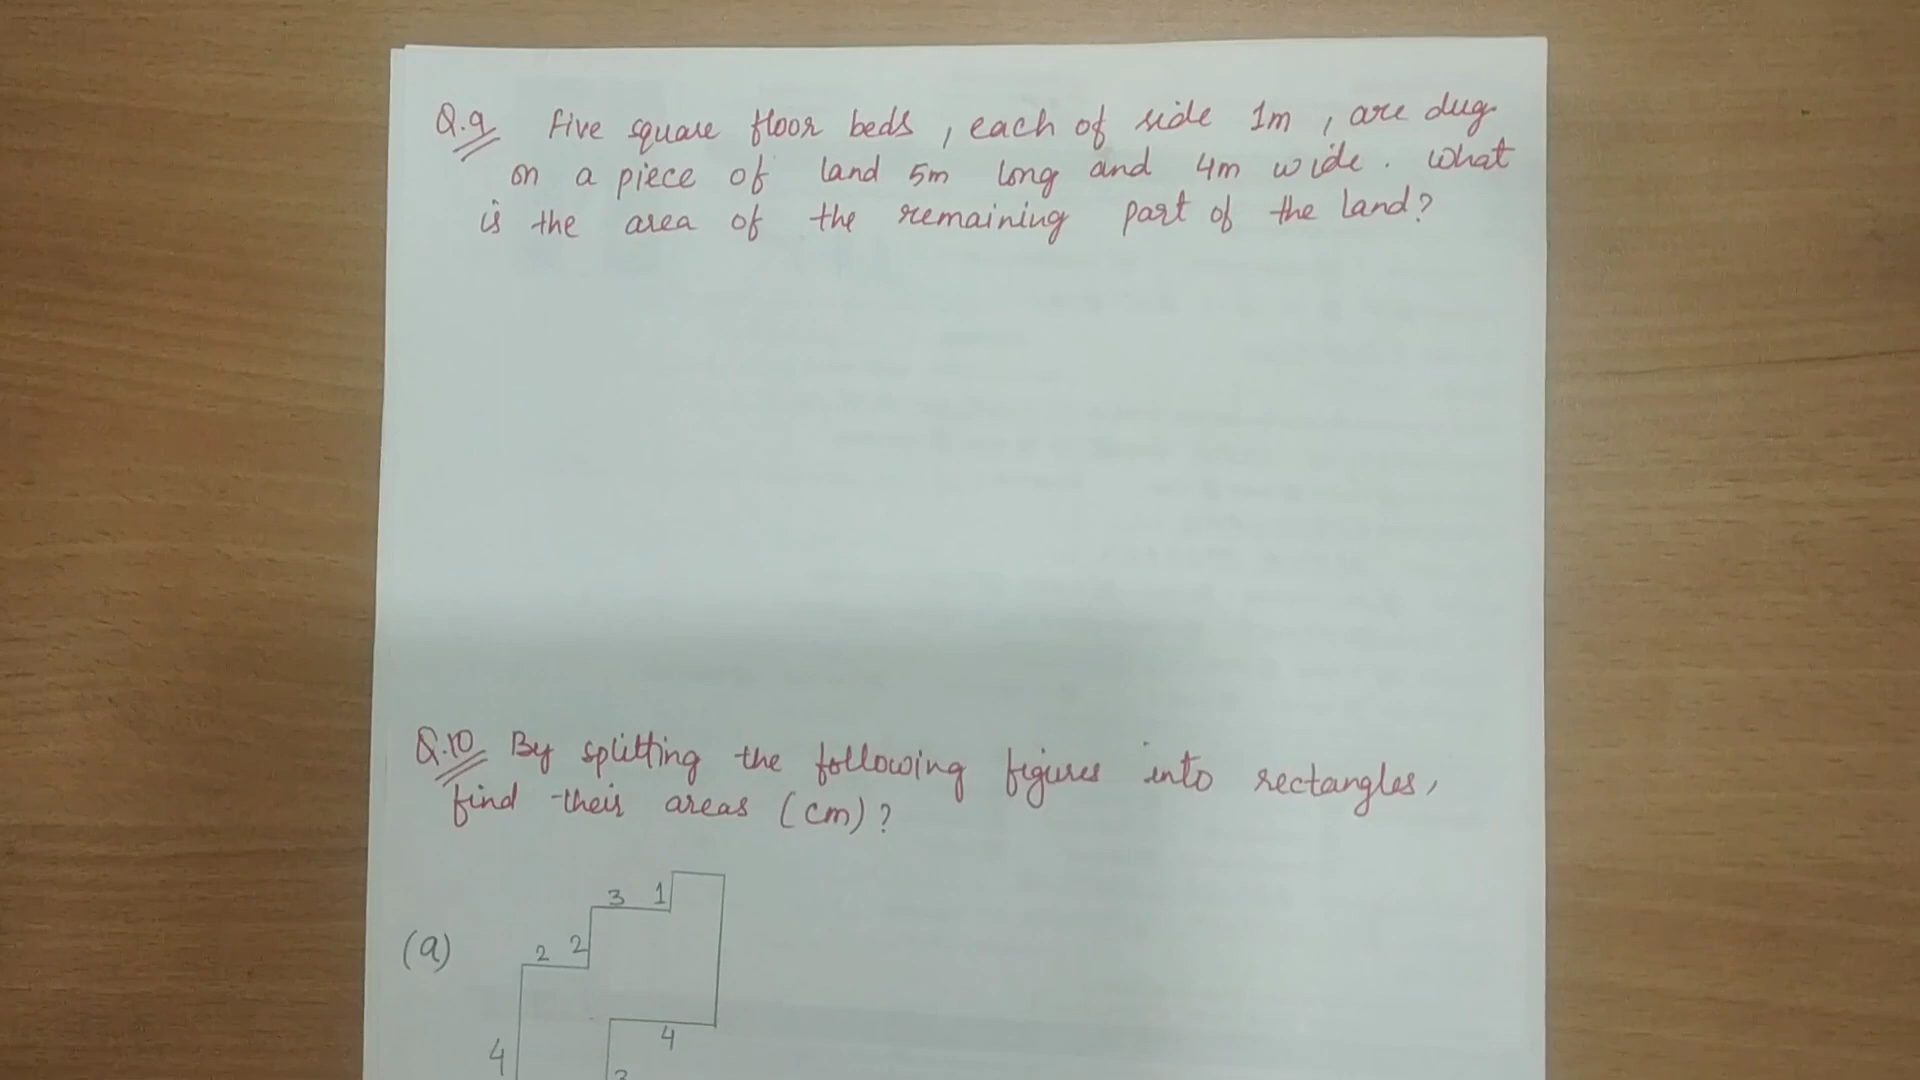 Q.9 Five square floor beds, each of side 1m, are dug
on a piece of land 5m long and 4m wide. What
is the area of the remaining part of the land?
Q.10 By splitting the following figures into rectangles,
find their areas (cm)?
3 1
(a)
2 2
4
4
3